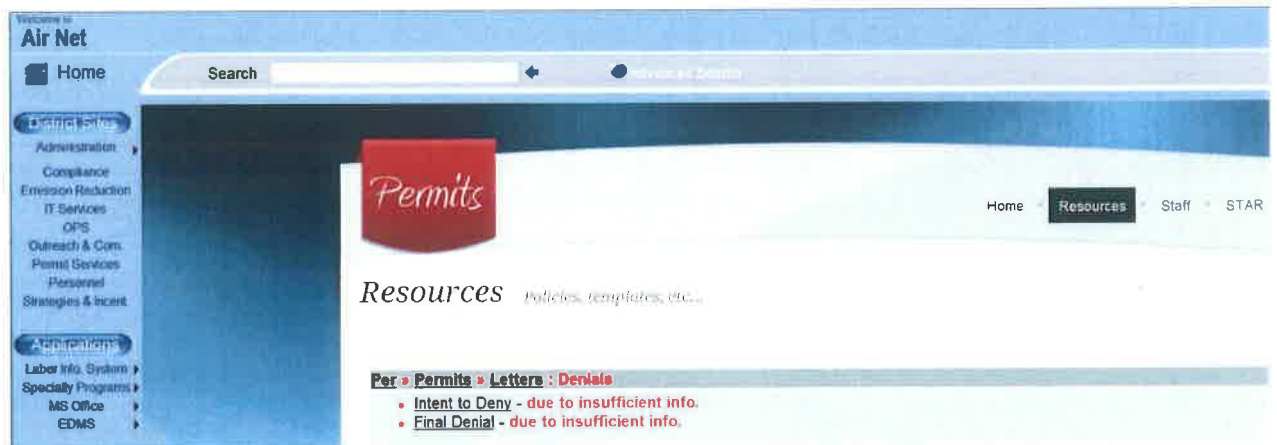 Welcome to
Air Net
Home
Search
District Sites
Administration
Compliance
Emission Reduction
IT Services
OPS
Outreach & Com.
Permit Services
Personnel
Strategies & Incent.
Applications
Labor Info. System
Specialty Programs
MS Office
EDMS
Permits
Home Resources Staff STAR
Resources Policies, templates, etc...
Per » Permits » Letters : Denials
• Intent to Deny - due to insufficient info.
• Final Denial - due to insufficient info.